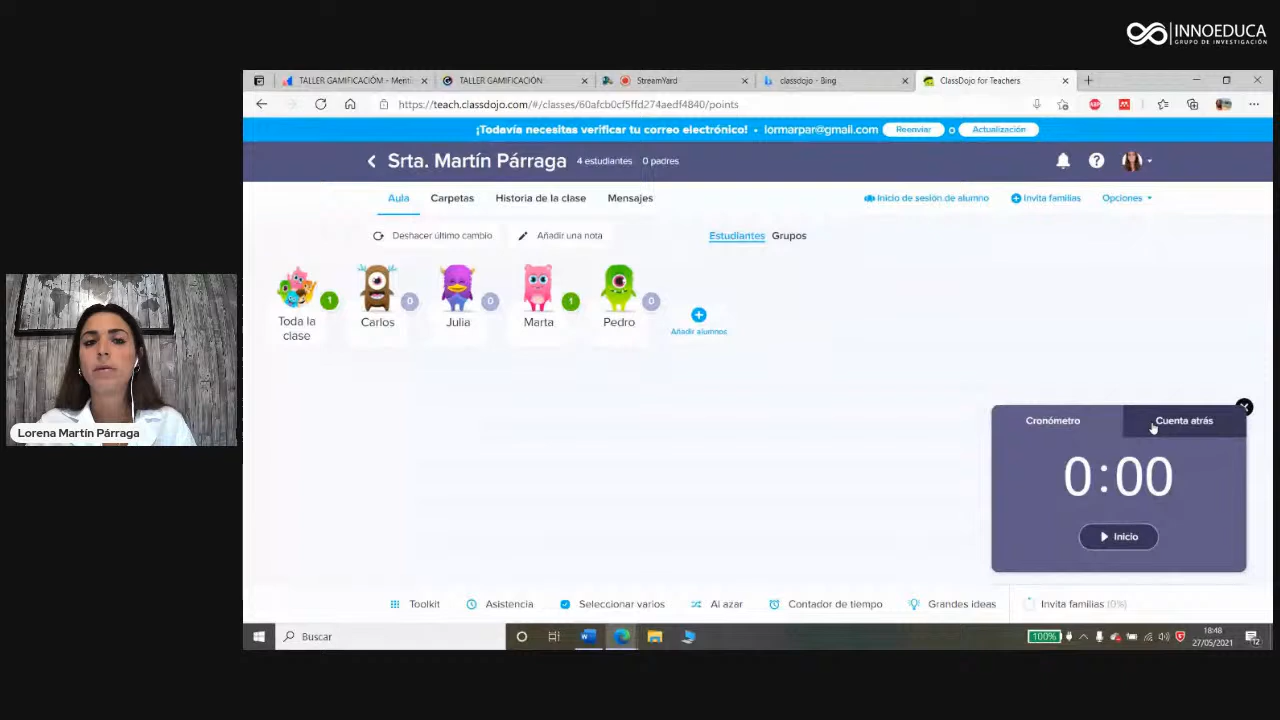 INNOEDUCA
GRUPO DE INVESTIGACIÓN
TALLER GAMIFICACIÓM - Menti
TALLER GAMIFICACIÓN
StreamYard
classdojo - Bing
ClassDojo for Teachers
https://teach.classdojo.com/#/classes/60afcb0cf5ffd274aedf4840/points
¡Todavía necesitas verificar tu correo electrónico! • lormarpar@gmail.com Reenviar o Actualización
Srta. Martín Párraga 4 estudiantes 0 padres
Aula Carpetas Historia de la clase Mensajes Inicio de sesión de alumno Invita familias Opciones
Deshacer último cambio Añadir una nota Estudiantes Grupos
1 0 0 1 0
Toda la clase
Carlos
Julia
Marta
Pedro
Añadir alumnos
Cronómetro Cuenta atrás
0:00
Inicio
Lorena Martín Párraga
Toolkit Asistencia Seleccionar varios Al azar Contador de tiempo Grandes ideas Invita familias (0%)
Buscar
100%
18:48
27/05/2021